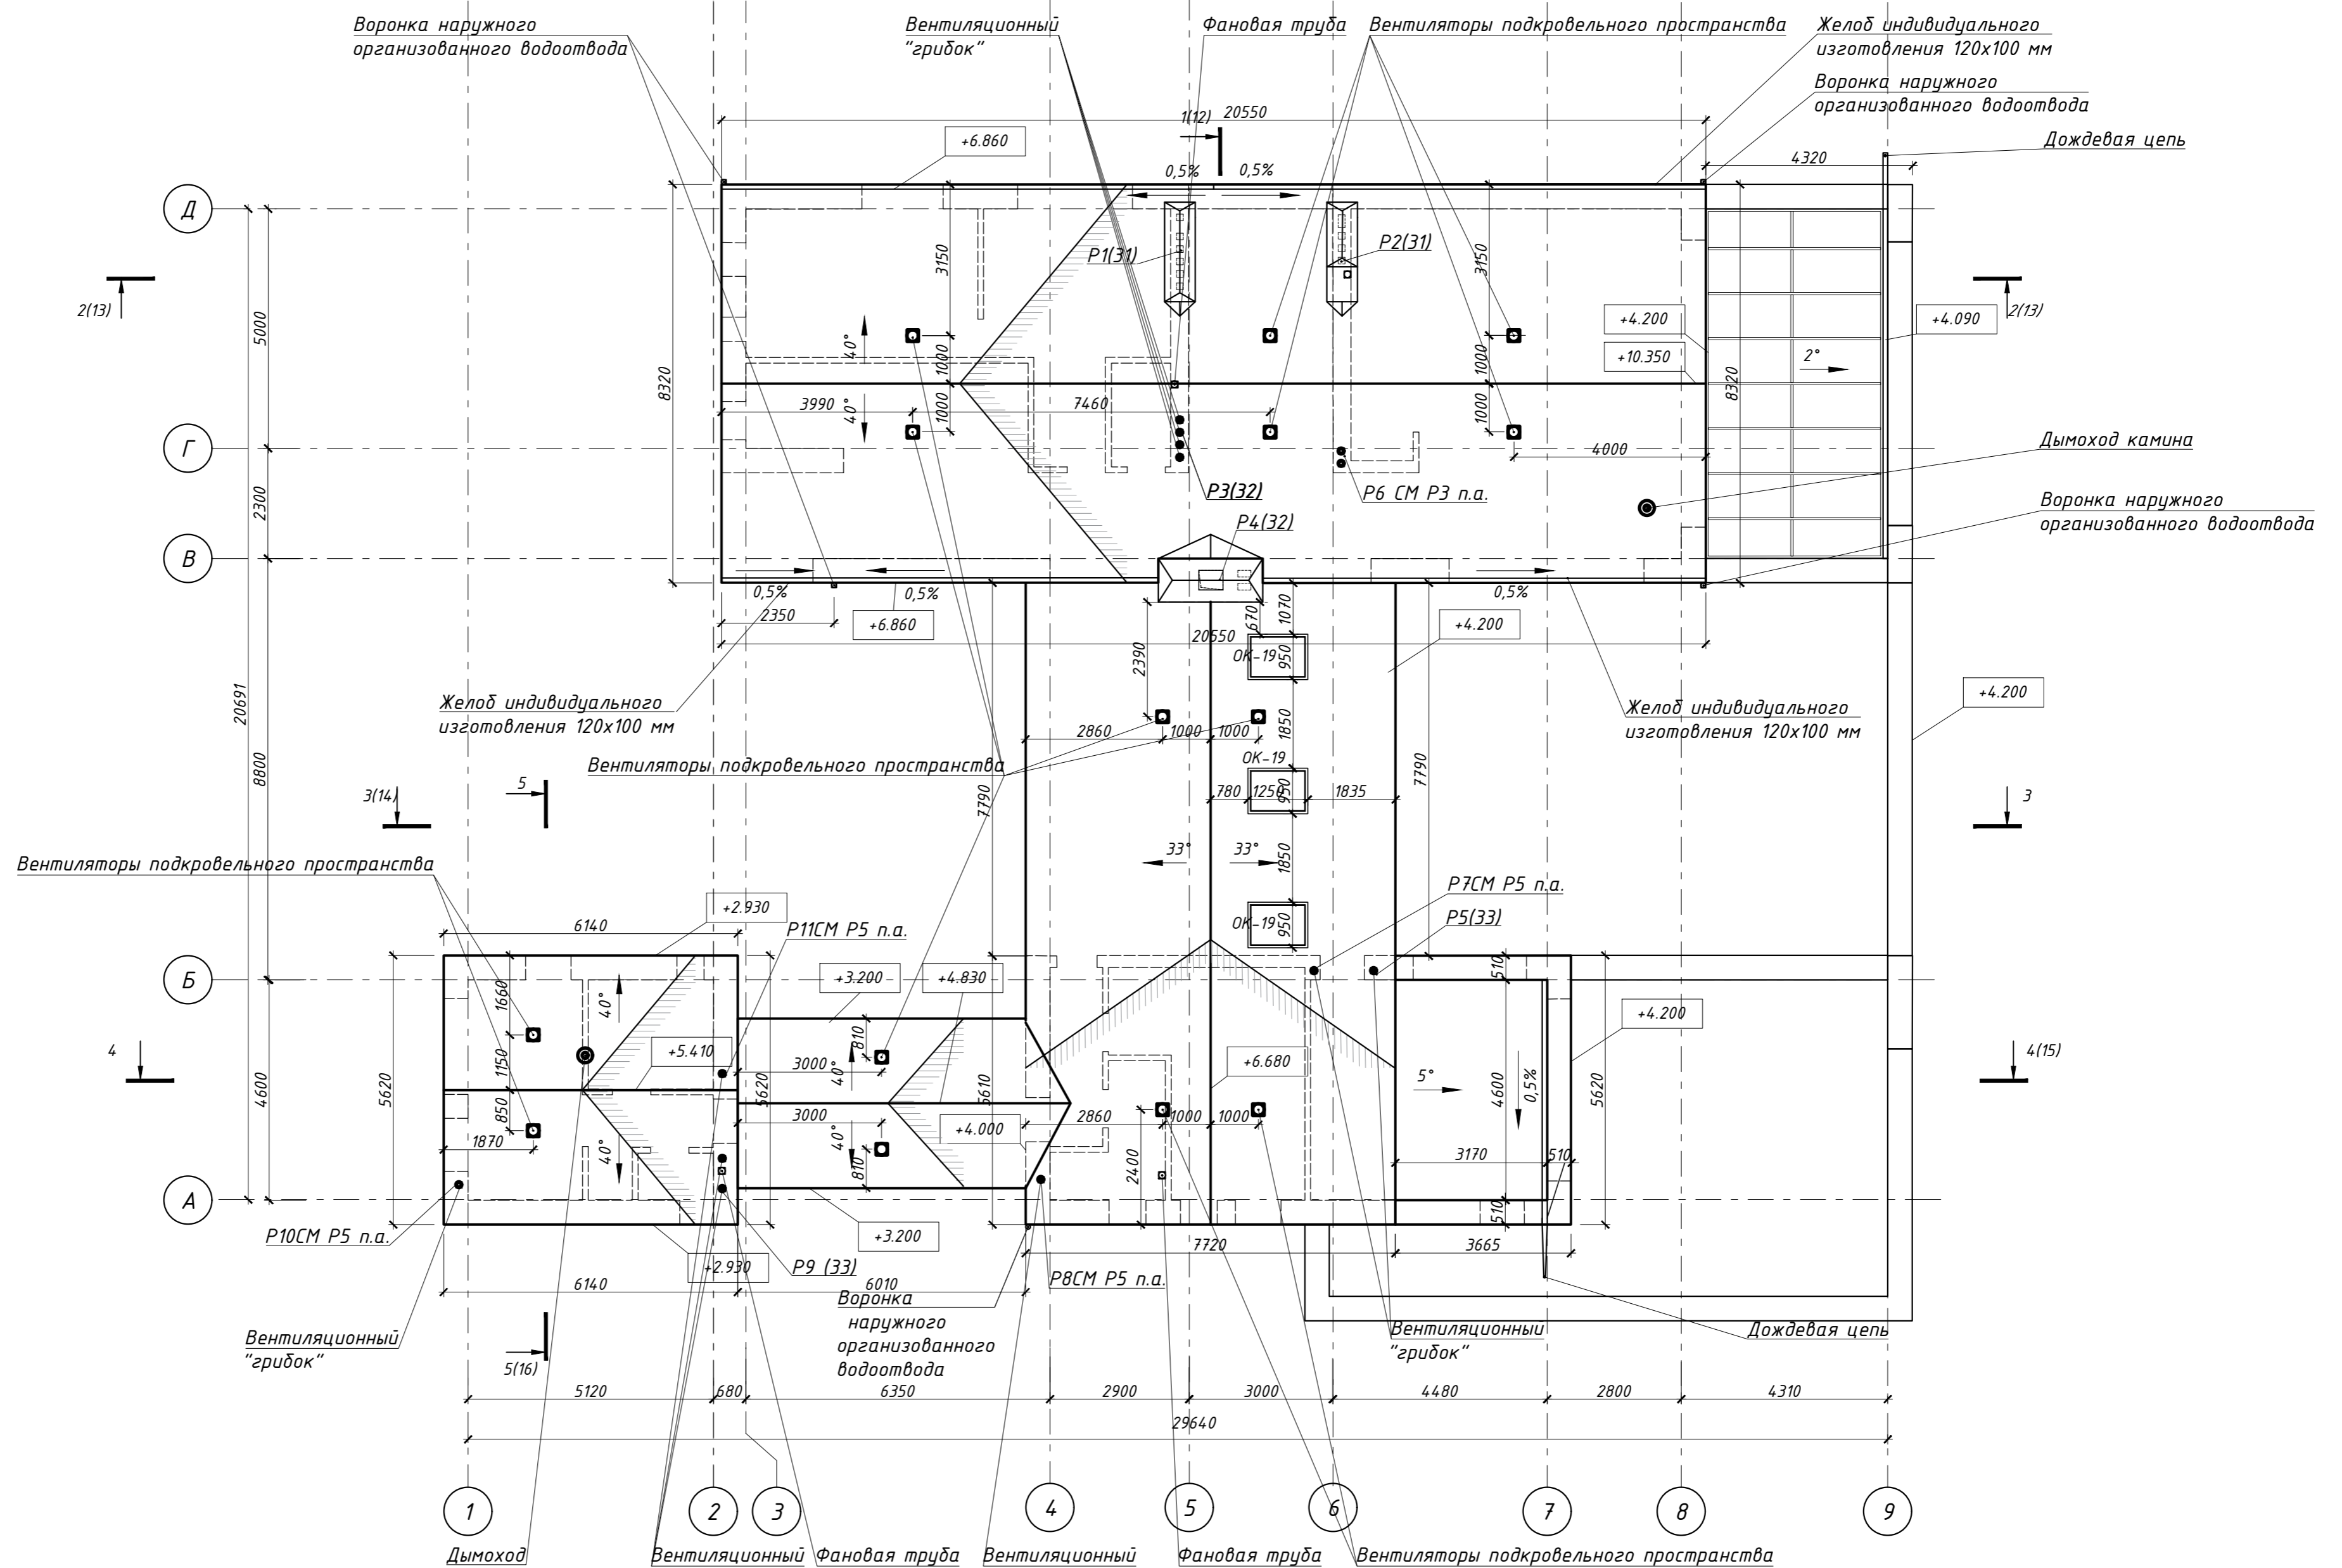 Воронка наружного
организованного водоотвода
Вентиляционный
"грибок"
Фановая труба
Вентиляторы подкровельного пространства
Желоб индивидуального
изготовления 120х100 мм
Воронка наружного
организованного водоотвода
Дождевая цепь
1(12)
20550
+6.860
4320
0,5%
0,5%
Д
Р1(31)
Р2(31)
3150
3150
2(13)
2(13)
5000
+4.200
+4.090
+10.350
40°
1000
1000
2°
8320
8320
3990
40°
1000
7460
1000
Г
4000
Дымоход камина
2300
Р3(32)
Р6 СМ Р3 п.а.
Воронка наружного
организованного водоотвода
Р4(32)
В
0,5%
0,5%
0,5%
2350
+6.860
670
1070
+4.200
20550
2390
ОК-19
950
20691
Желоб индивидуального
изготовления 120х100 мм
Желоб индивидуального
изготовления 120х100 мм
+4.200
2860
1000
1000
1850
8800
Вентиляторы подкровельного пространства
ОК-19
7790
7790
5
3(14)
780
1250
950
1835
3
33°
33°
1850
Вентиляторы подкровельного пространства
Р7СМ Р5 п.а.
Р5(33)
+2.930
6140
Р11СМ Р5 п.а.
ОК-19
950
Б
+3.200
+4.830
510
1660
40°
+4.200
4
4(15)
810
+5.410
1150
3000
40°
+6.680
5°
4600
5620
5620
5610
4600
0,5%
5620
850
3000
40°
+4.000
2860
1000
1000
1870
40°
810
2400
3170
510
А
510
Р10СМ Р5 п.а.
+3.200
7720
3665
+2.930
Р9 (33)
Р8СМ Р5 п.а.
6140
6010
Воронка
наружного
организованного
водоотвода
Вентиляционный
"грибок"
Вентиляционный
"грибок"
Дождевая цепь
5(16)
5120
680
6350
2900
3000
4480
2800
4310
29640
1
2
3
4
5
6
7
8
9
Дымоход
Вентиляционный
Фановая труба
Вентиляционный
Фановая труба
Вентиляторы подкровельного пространства